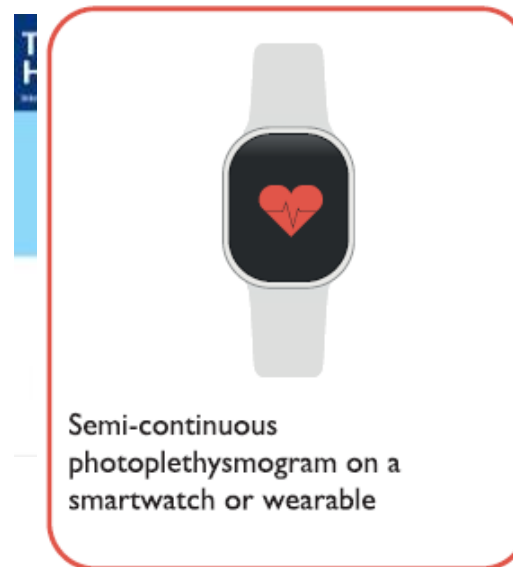 T
H
Semi-continuous
photoplethysmogram on a
smartwatch or wearable